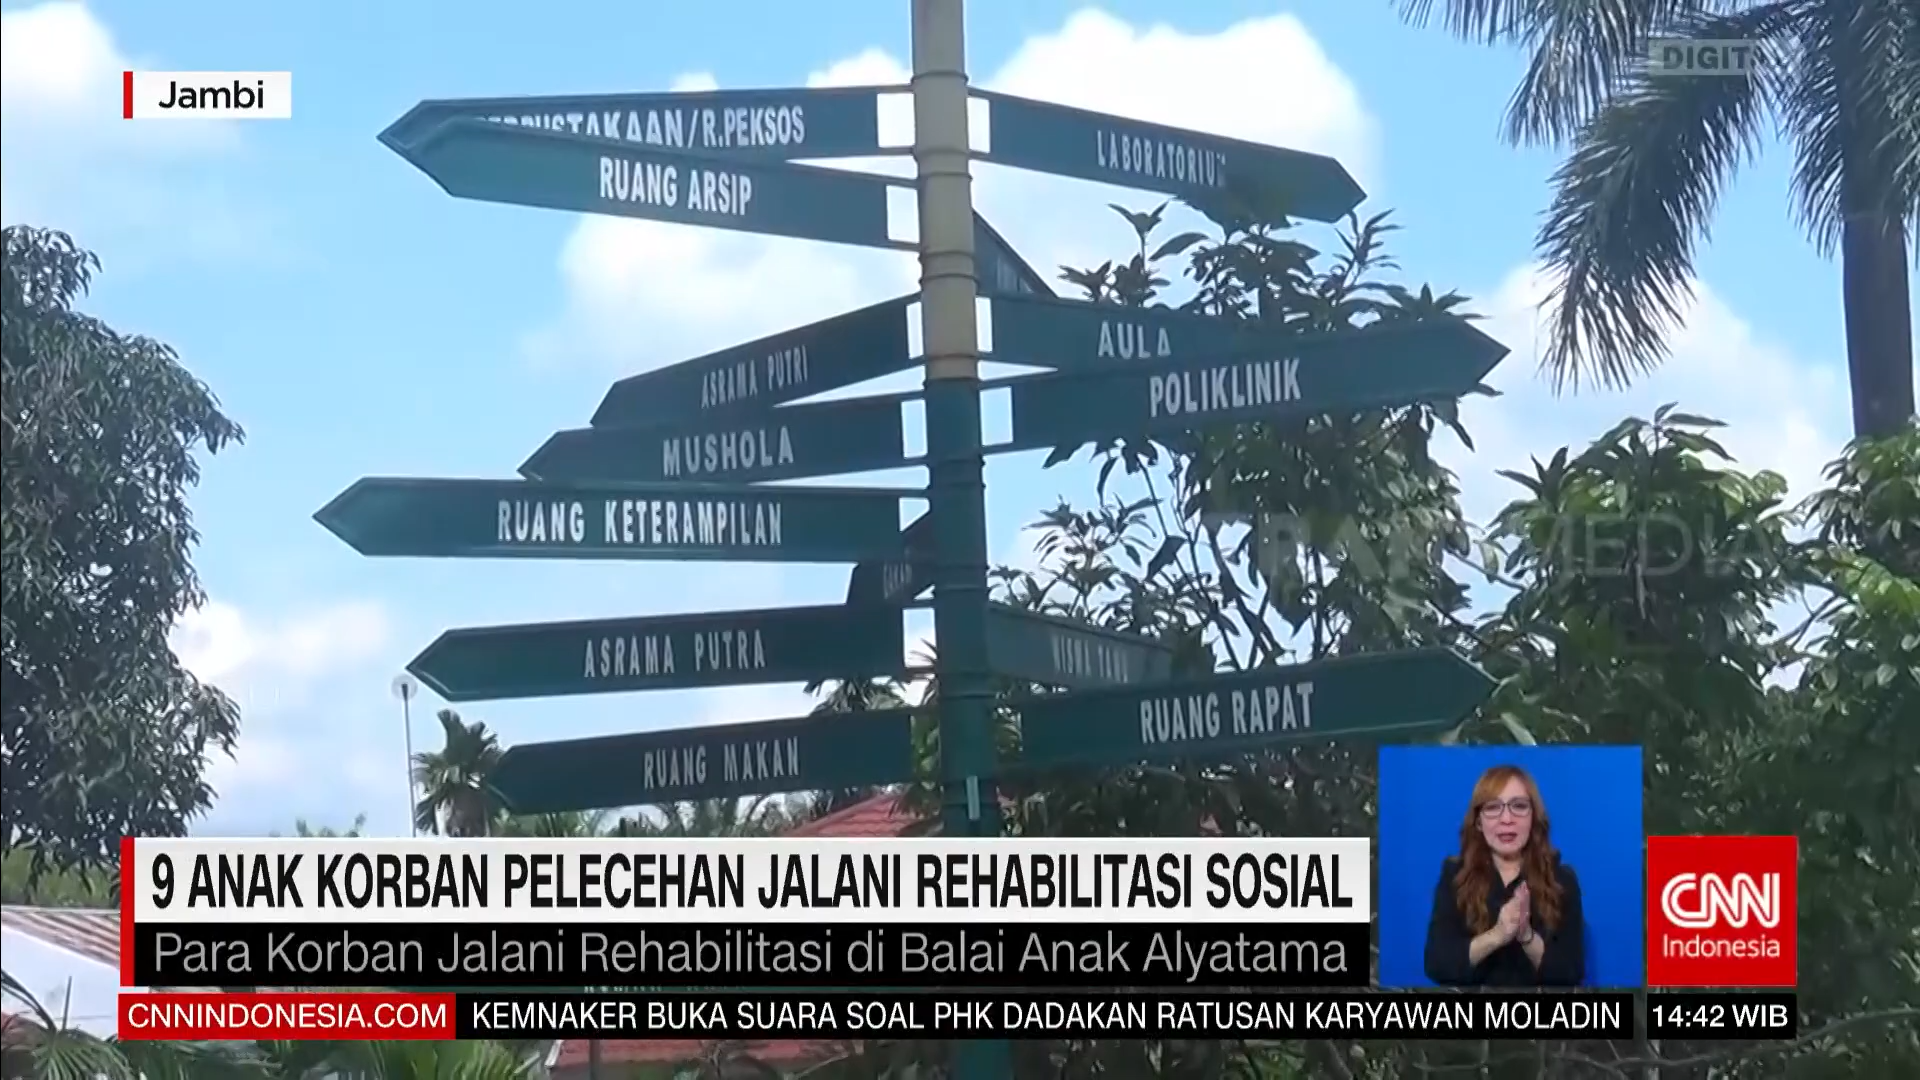 Jambi
DIGIT
/R.PEKSOS
LABORATORIUM
RUANG ARSIP
AULA
ASRAMA PUTRI
POLIKLINIK
MUSHOLA
RUANG KETERAMPILAN
ASRAMA PUTRA
WISMA TAMU
RUANG RAPAT
RUANG MAKAN
9 ANAK KORBAN PELECEHAN JALANI REHABILITASI SOSIAL
Para Korban Jalani Rehabilitasi di Balai Anak Alyatama
CNN
Indonesia
CNNINDONESIA.COM
KEMNAKER BUKA SUARA SOAL PHK DADAKAN RATUSAN KARYAWAN MOLADIN
14:42 WIB